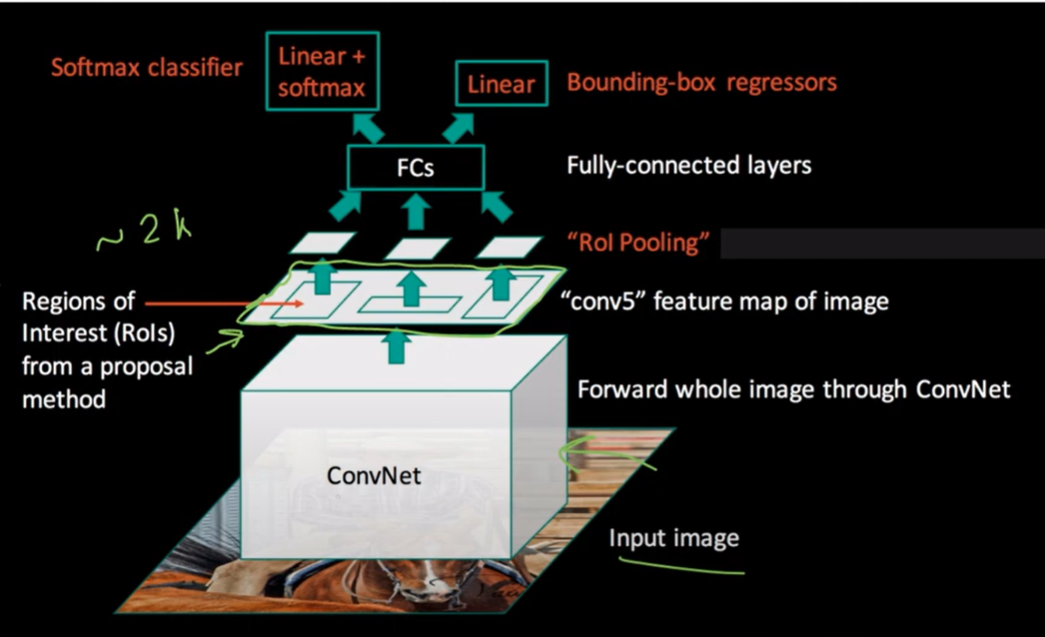 Softmax classifier
Linear +
softmax
Linear
Bounding-box regressors
FCs
Fully-connected layers
~ 2k
“RoI Pooling”
Regions of
Interest (RoIs)
from a proposal
method
“conv5” feature map of image
Forward whole image through ConvNet
ConvNet
Input image